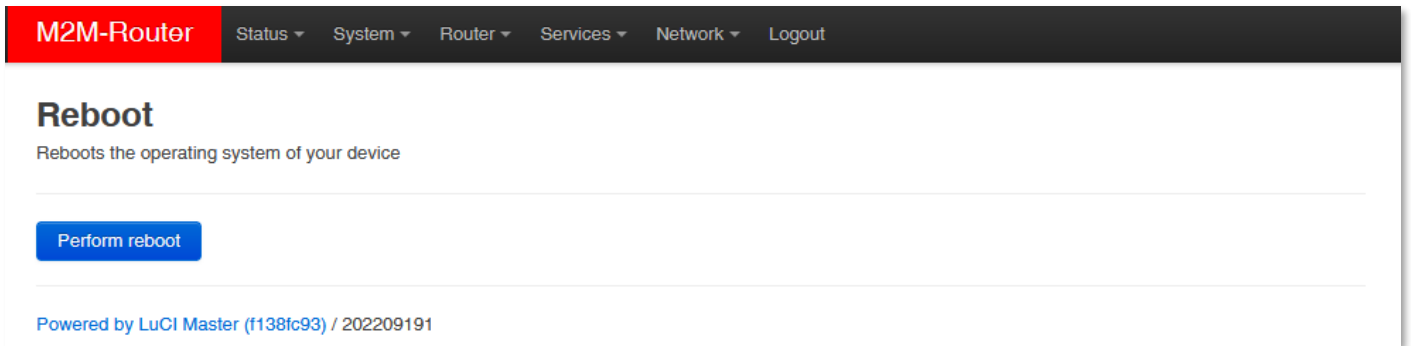 M2M-Router Status System Router Services Network Logout
Reboot
Reboots the operating system of your device
Perform reboot
Powered by LuCI Master (f138fc93) / 202209191